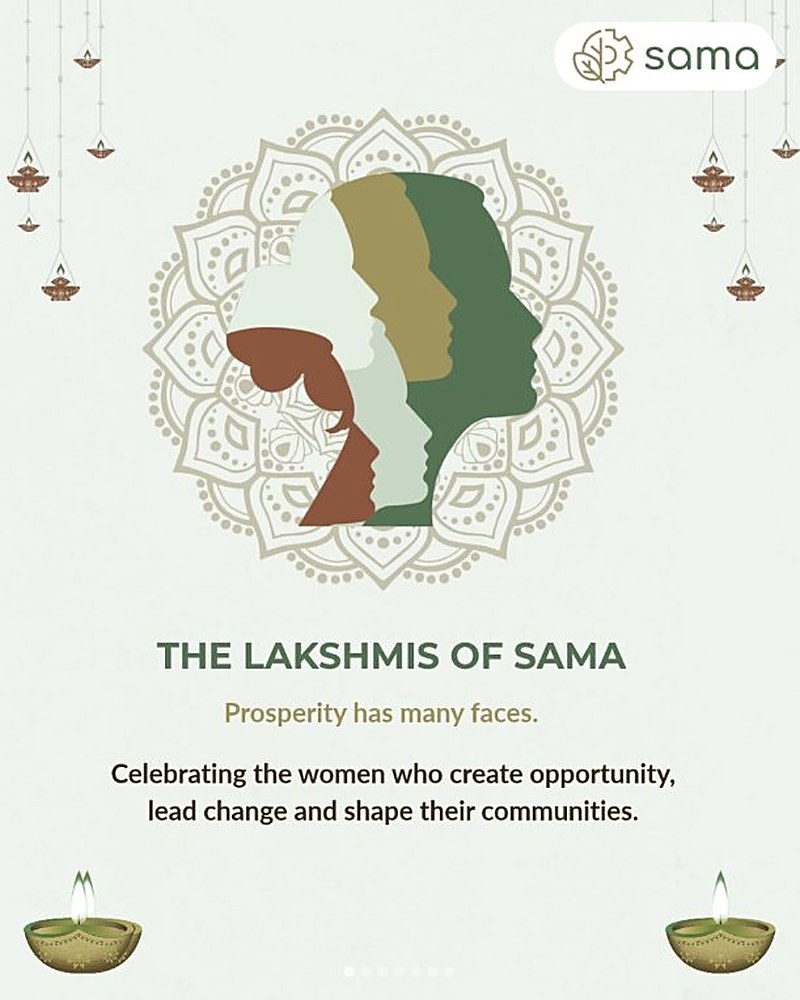 sama
THE LAKSHMIS OF SAMA
Prosperity has many faces.
Celebrating the women who create opportunity,
lead change and shape their communities.